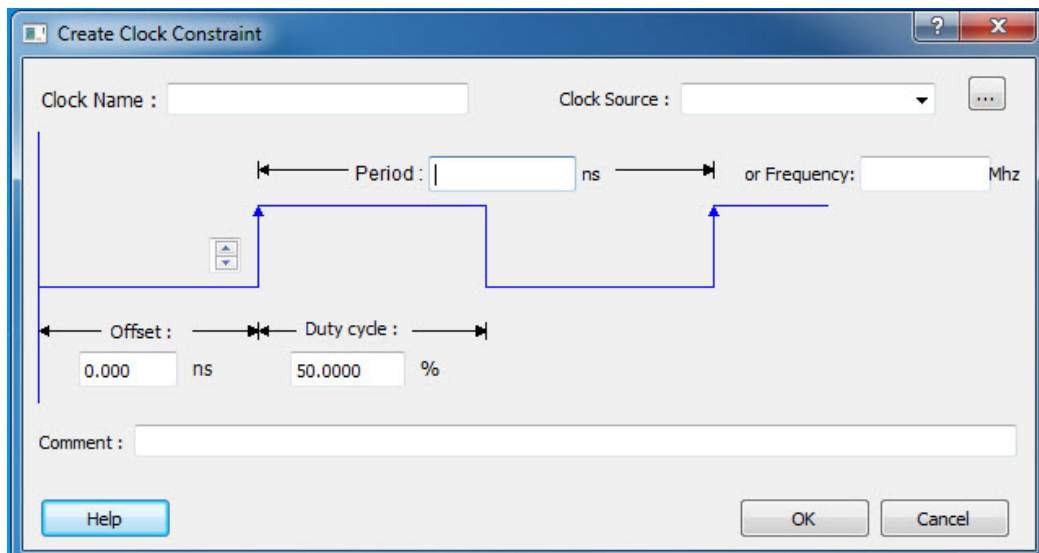 Create Clock Constraint
?
X
Clock Name :
Clock Source :
...
Period :
ns
or Frequency:
Mhz
Offset :
Duty cycle :
0.000
ns
50.0000
%
Comment :
Help
OK
Cancel